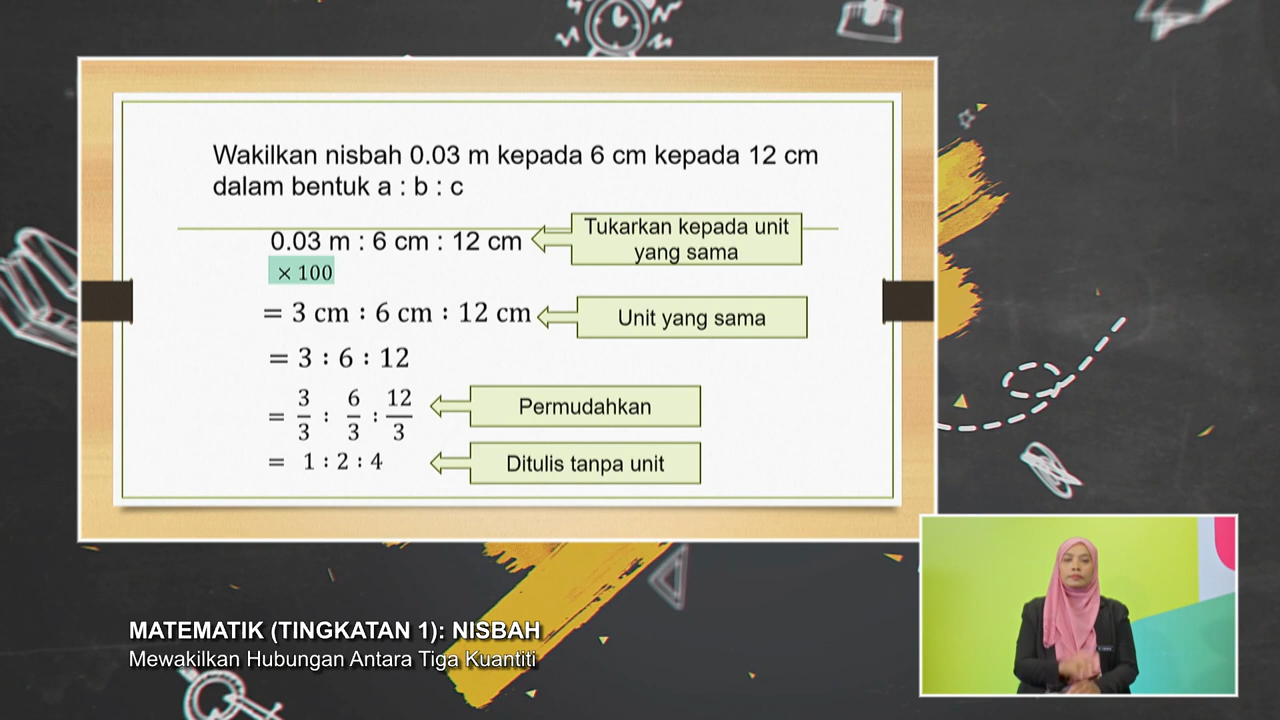 Wakilkan nisbah 0.03 m kepada 6 cm kepada 12 cm
dalam bentuk a : b : c
0.03 m : 6 cm : 12 cm
Tukarkan kepada unit
yang sama
× 100
= 3 cm : 6 cm : 12 cm
Unit yang sama
= 3 : 6 : 12
= 3/3 : 6/3 : 12/3
Permudahkan
= 1 : 2 : 4
Ditulis tanpa unit
MATEMATIK (TINGKATAN 1): NISBAH
Mewakilkan Hubungan Antara Tiga Kuantiti